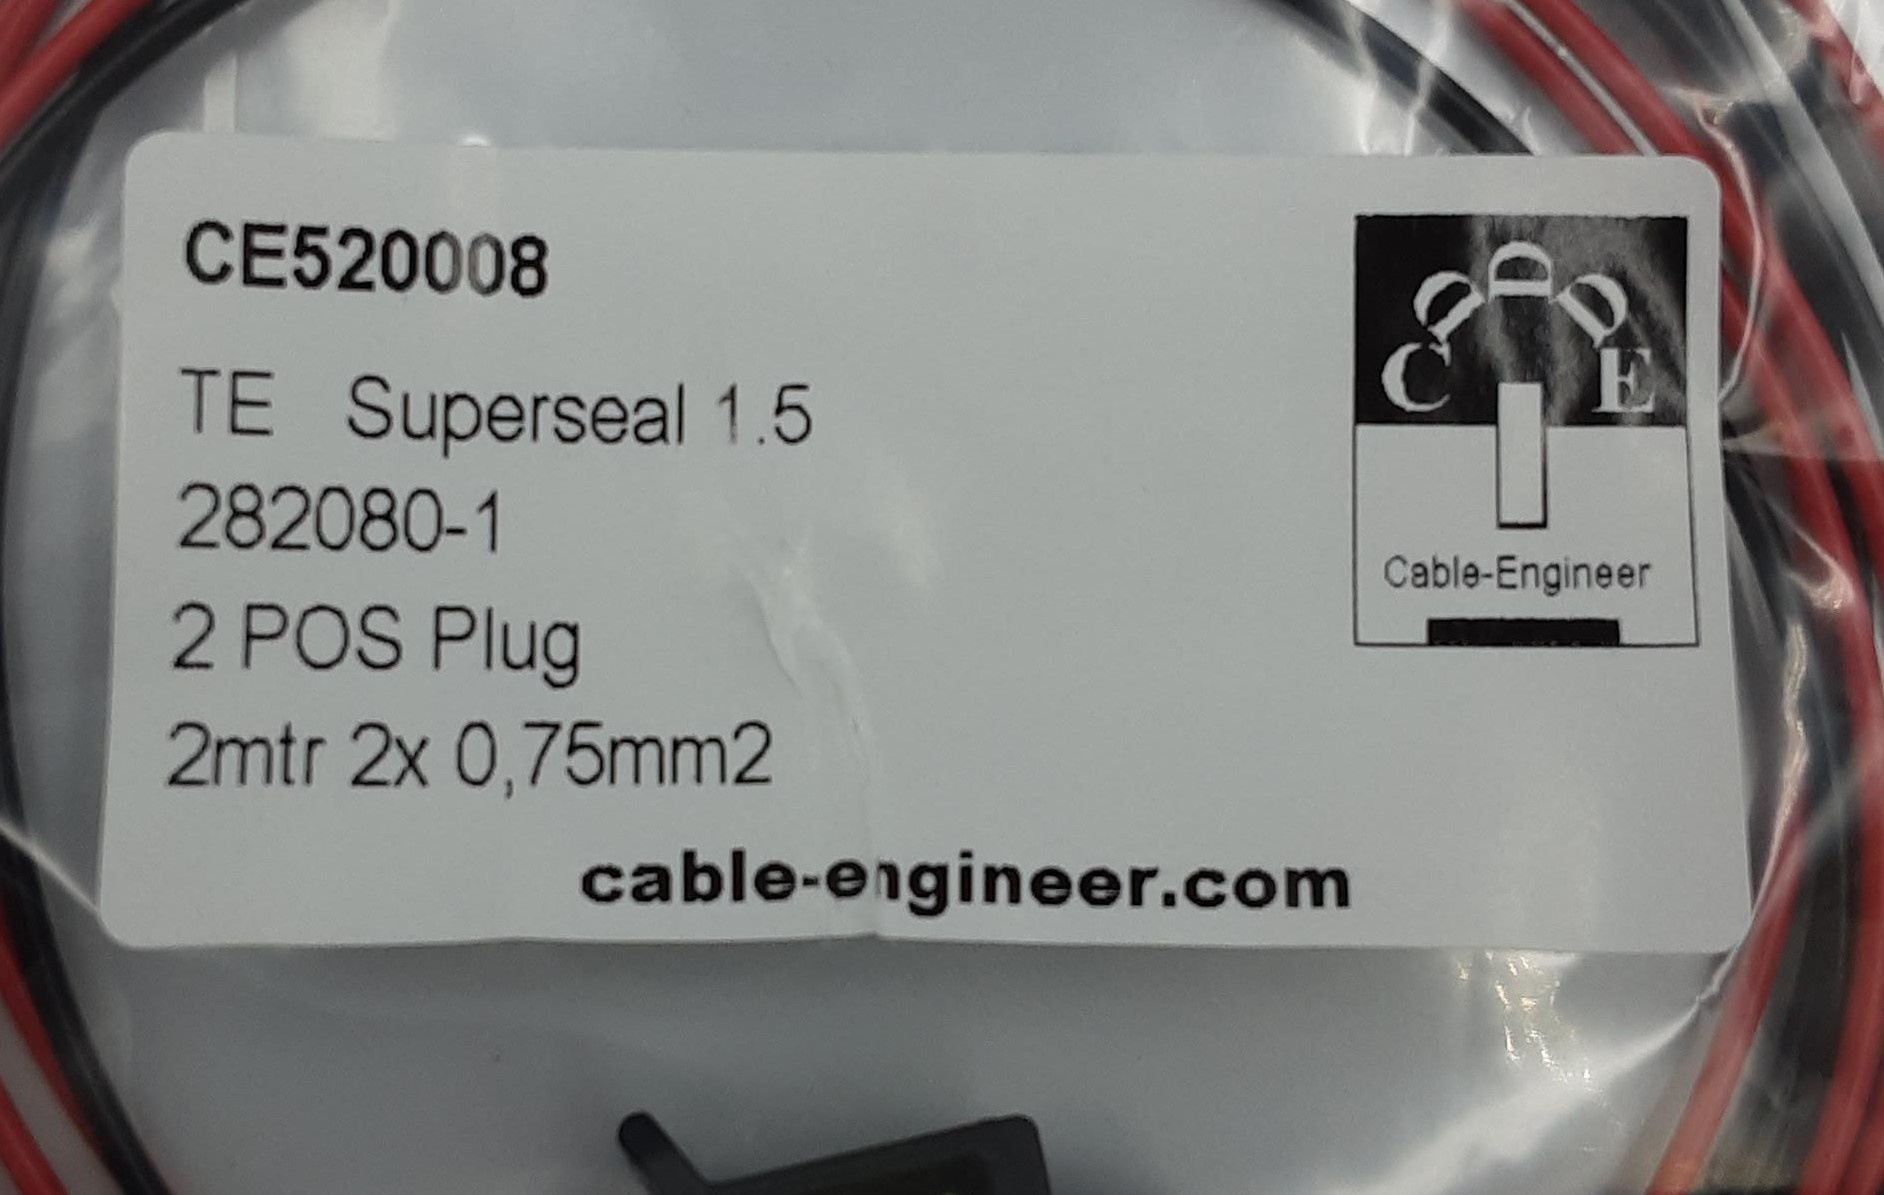 CE520008
TE Superseal 1.5
282080-1
2 POS Plug
2mtr 2x 0,75mm2
cable-engineer.com
C E
Cable-Engineer